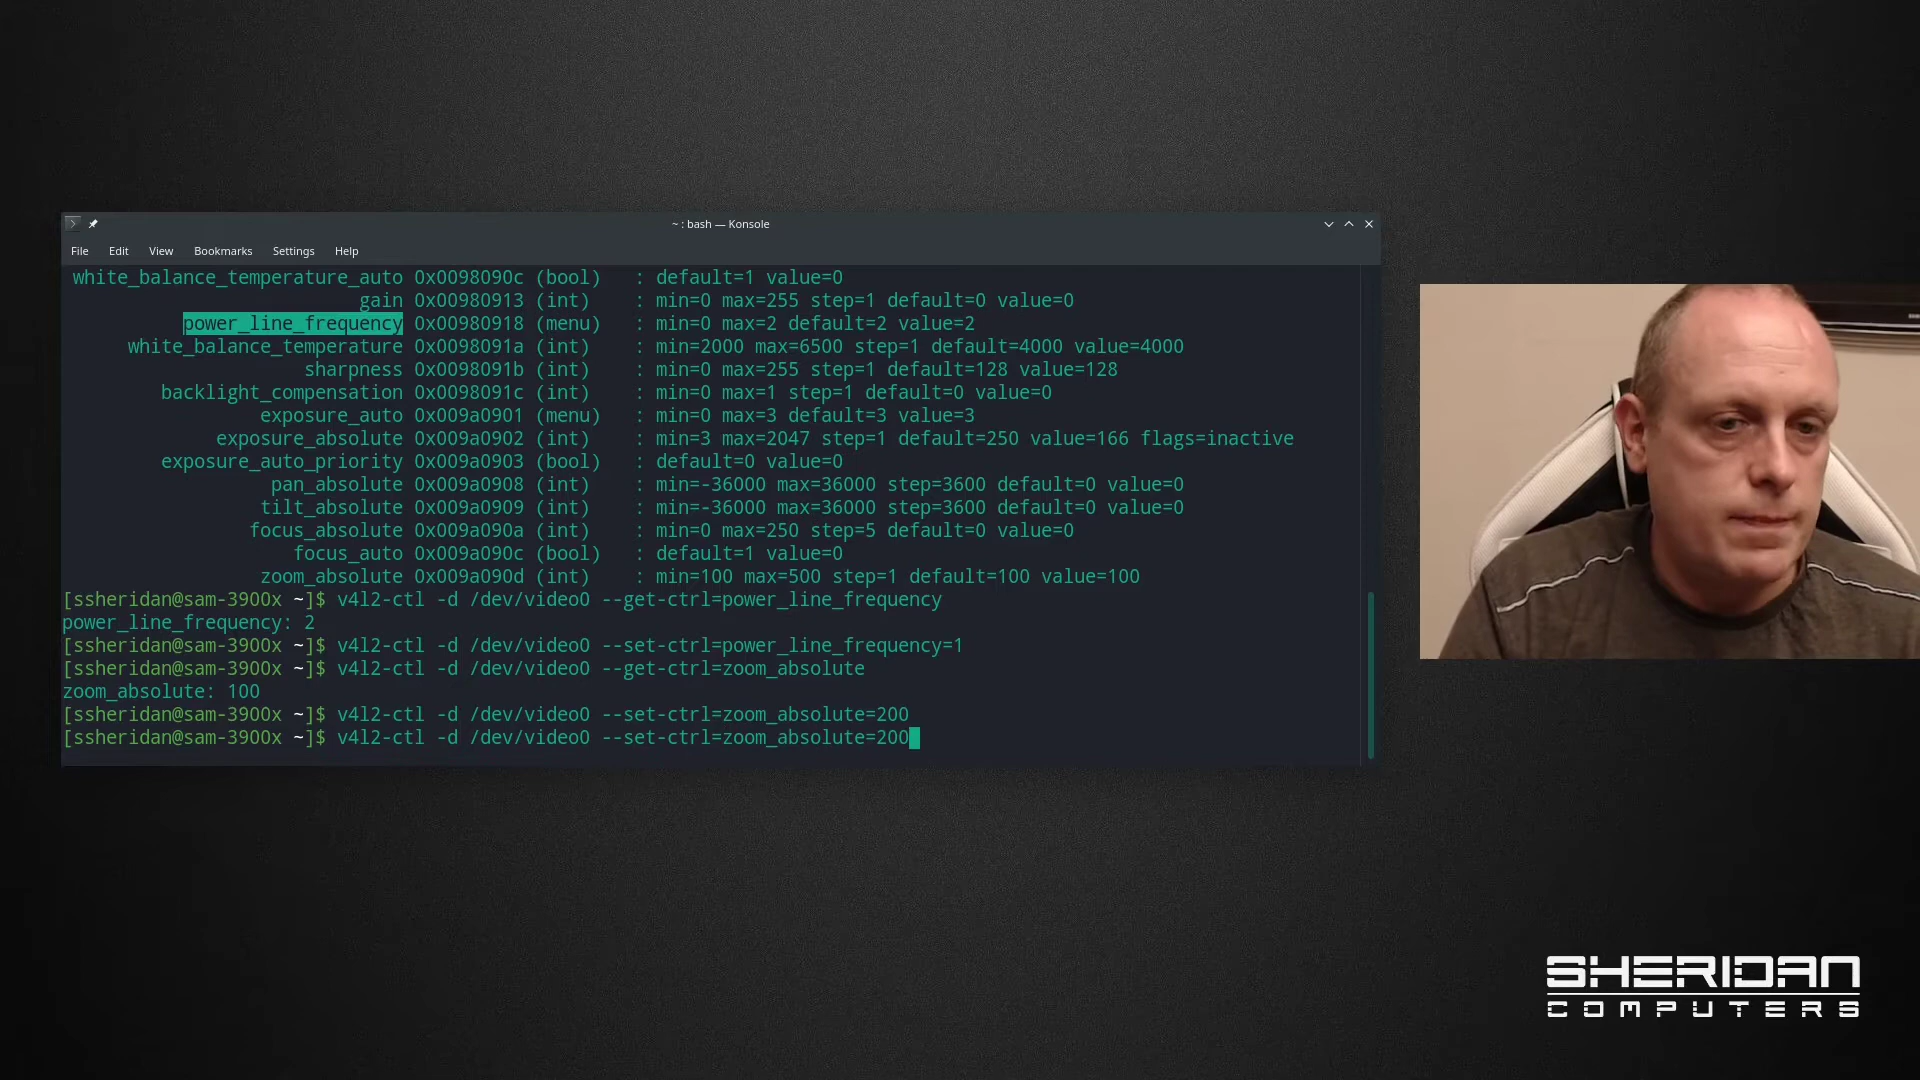 ~ : bash — Konsole
File Edit View Bookmarks Settings Help
white_balance_temperature_auto 0x0098090c (bool) : default=1 value=0
gain 0x00980913 (int) : min=0 max=255 step=1 default=0 value=0
power_line_frequency 0x00980918 (menu) : min=0 max=2 default=2 value=2
white_balance_temperature 0x0098091a (int) : min=2000 max=6500 step=1 default=4000 value=4000
sharpness 0x0098091b (int) : min=0 max=255 step=1 default=128 value=128
backlight_compensation 0x0098091c (int) : min=0 max=1 step=1 default=0 value=0
exposure_auto 0x009a0901 (menu) : min=0 max=3 default=3 value=3
exposure_absolute 0x009a0902 (int) : min=3 max=2047 step=1 default=250 value=166 flags=inactive
exposure_auto_priority 0x009a0903 (bool) : default=0 value=0
pan_absolute 0x009a0908 (int) : min=-36000 max=36000 step=3600 default=0 value=0
tilt_absolute 0x009a0909 (int) : min=-36000 max=36000 step=3600 default=0 value=0
focus_absolute 0x009a090a (int) : min=0 max=250 step=5 default=0 value=0
focus_auto 0x009a090c (bool) : default=1 value=0
zoom_absolute 0x009a090d (int) : min=100 max=500 step=1 default=100 value=100
[ssheridan@sam-3900x ~]$ v4l2-ctl -d /dev/video0 --get-ctrl=power_line_frequency
power_line_frequency: 2
[ssheridan@sam-3900x ~]$ v4l2-ctl -d /dev/video0 --set-ctrl=power_line_frequency=1
[ssheridan@sam-3900x ~]$ v4l2-ctl -d /dev/video0 --get-ctrl=zoom_absolute
zoom_absolute: 100
[ssheridan@sam-3900x ~]$ v4l2-ctl -d /dev/video0 --set-ctrl=zoom_absolute=200
[ssheridan@sam-3900x ~]$ v4l2-ctl -d /dev/video0 --set-ctrl=zoom_absolute=200
SHERIDAN
COMPUTERS